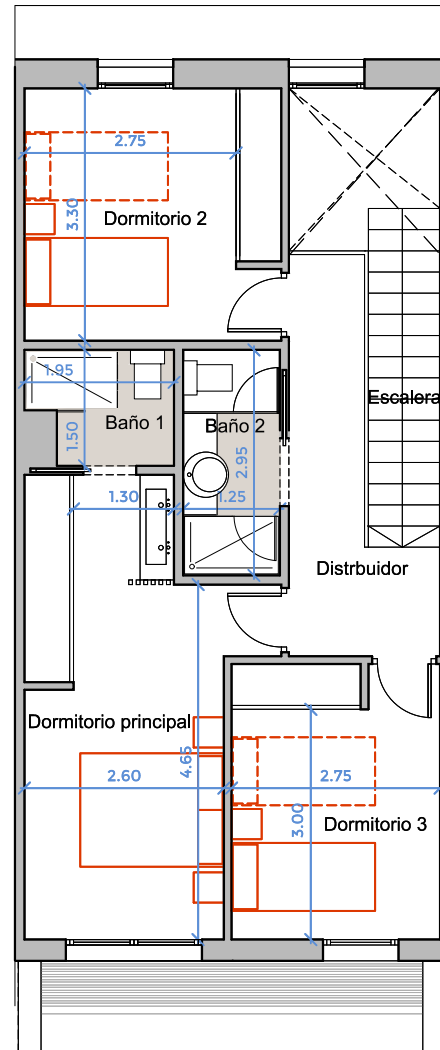 2.75
3.30
Dormitorio 2
1.95
Escalera
Baño 1
Baño 2
1.50
2.95
1.30
1.25
Distrbuidor
Dormitorio principal
4.65
2.60
2.75
3.00
Dormitorio 3